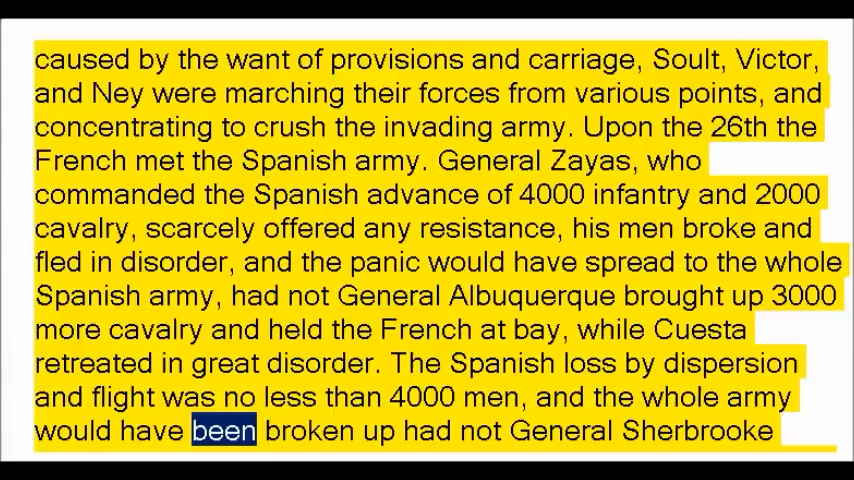 caused by the want of provisions and carriage, Soult, Victor,
and Ney were marching their forces from various points, and
concentrating to crush the invading army. Upon the 26th the
French met the Spanish army. General Zayas, who
commanded the Spanish advance of 4000 infantry and 2000
cavalry, scarcely offered any resistance, his men broke and
fled in disorder, and the panic would have spread to the whole
Spanish army, had not General Albuquerque brought up 3000
more cavalry and held the French at bay, while Cuesta
retreated in great disorder. The Spanish loss by dispersion
and flight was no less than 4000 men, and the whole army
would have been broken up had not General Sherbrooke